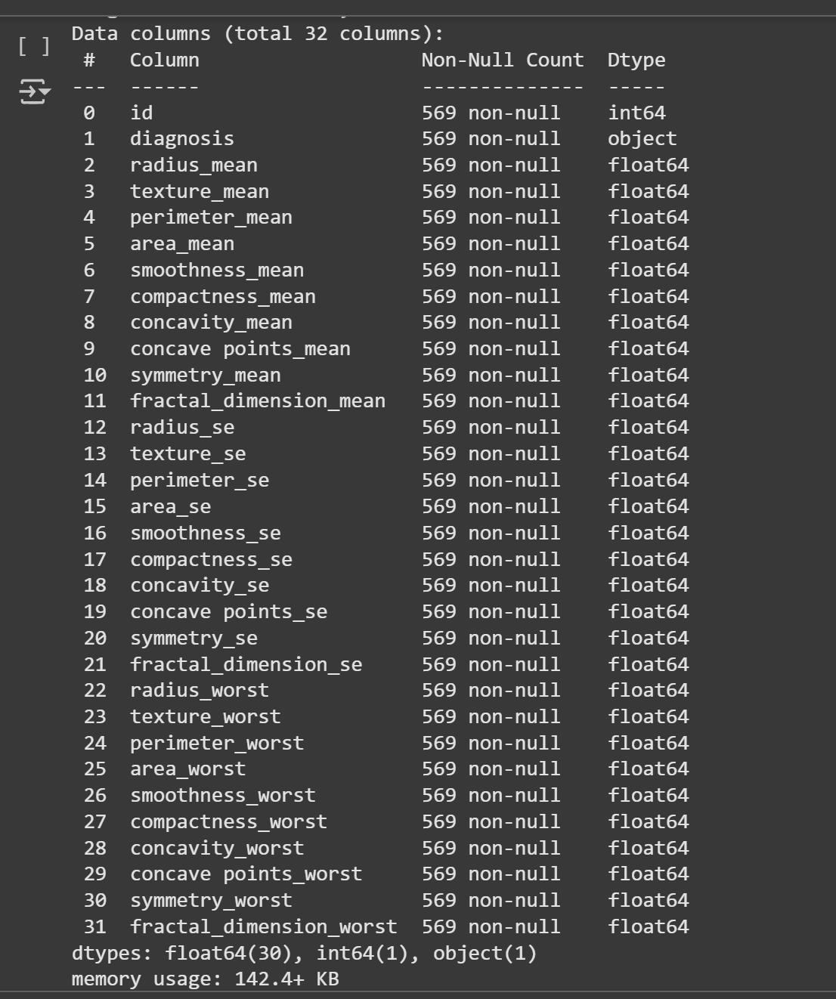 Data columns (total 32 columns):
[ ]
 #   Column                   Non-Null Count  Dtype
---  ------                   --------------  -----
 0   id                       569 non-null    int64
 1   diagnosis                569 non-null    object
 2   radius_mean              569 non-null    float64
 3   texture_mean             569 non-null    float64
 4   perimeter_mean           569 non-null    float64
 5   area_mean                569 non-null    float64
 6   smoothness_mean          569 non-null    float64
 7   compactness_mean         569 non-null    float64
 8   concavity_mean           569 non-null    float64
 9   concave points_mean      569 non-null    float64
 10  symmetry_mean            569 non-null    float64
 11  fractal_dimension_mean   569 non-null    float64
 12  radius_se                569 non-null    float64
 13  texture_se               569 non-null    float64
 14  perimeter_se             569 non-null    float64
 15  area_se                  569 non-null    float64
 16  smoothness_se            569 non-null    float64
 17  compactness_se           569 non-null    float64
 18  concavity_se             569 non-null    float64
 19  concave points_se        569 non-null    float64
 20  symmetry_se              569 non-null    float64
 21  fractal_dimension_se     569 non-null    float64
 22  radius_worst             569 non-null    float64
 23  texture_worst            569 non-null    float64
 24  perimeter_worst          569 non-null    float64
 25  area_worst               569 non-null    float64
 26  smoothness_worst         569 non-null    float64
 27  compactness_worst        569 non-null    float64
 28  concavity_worst          569 non-null    float64
 29  concave points_worst     569 non-null    float64
 30  symmetry_worst           569 non-null    float64
 31  fractal_dimension_worst  569 non-null    float64
dtypes: float64(30), int64(1), object(1)
memory usage: 142.4+ KB